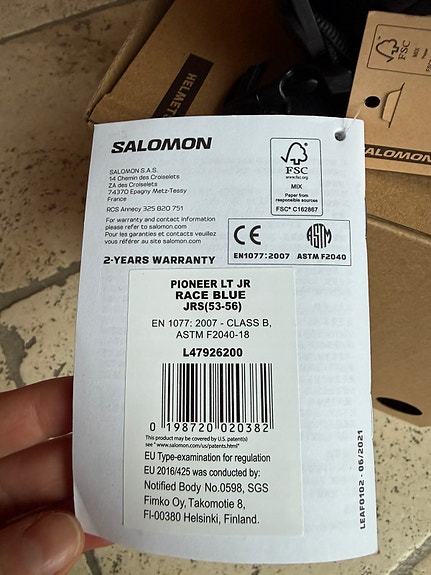 HELMETS
FSC
MIX
SALOMON
SALOMON
SALOMON S.A.S.
14 Chemin des Croiselets
ZA des Croiselets
74370 Epagny Metz-Tessy
France
RCS Annecy 325 820 751
For warranty and contact information
please refer to salomon.com
Pour les garanties et contacts veuillez
vous référer au site salomon.com
2-YEARS WARRANTY
FSC
www.fsc.org
MIX
Paper from
responsible sources
FSC® C162867
CE
EN1077:2007
ASTM
ASTM F2040
PIONEER LT JR
RACE BLUE
JRS(53-56)
EN 1077: 2007 - CLASS B,
ASTM F2040-18
L47926200
0 198720 020382
This product may be covered by U.S. patent(s)
see " www.salomon.com/us/patents.html"
EU Type-examination for regulation
EU 2016/425 was conducted by:
Notified Body No.0598, SGS
Fimko Oy, Takomotie 8,
FI-00380 Helsinki, Finland.
LEAF0102 - 06/2021